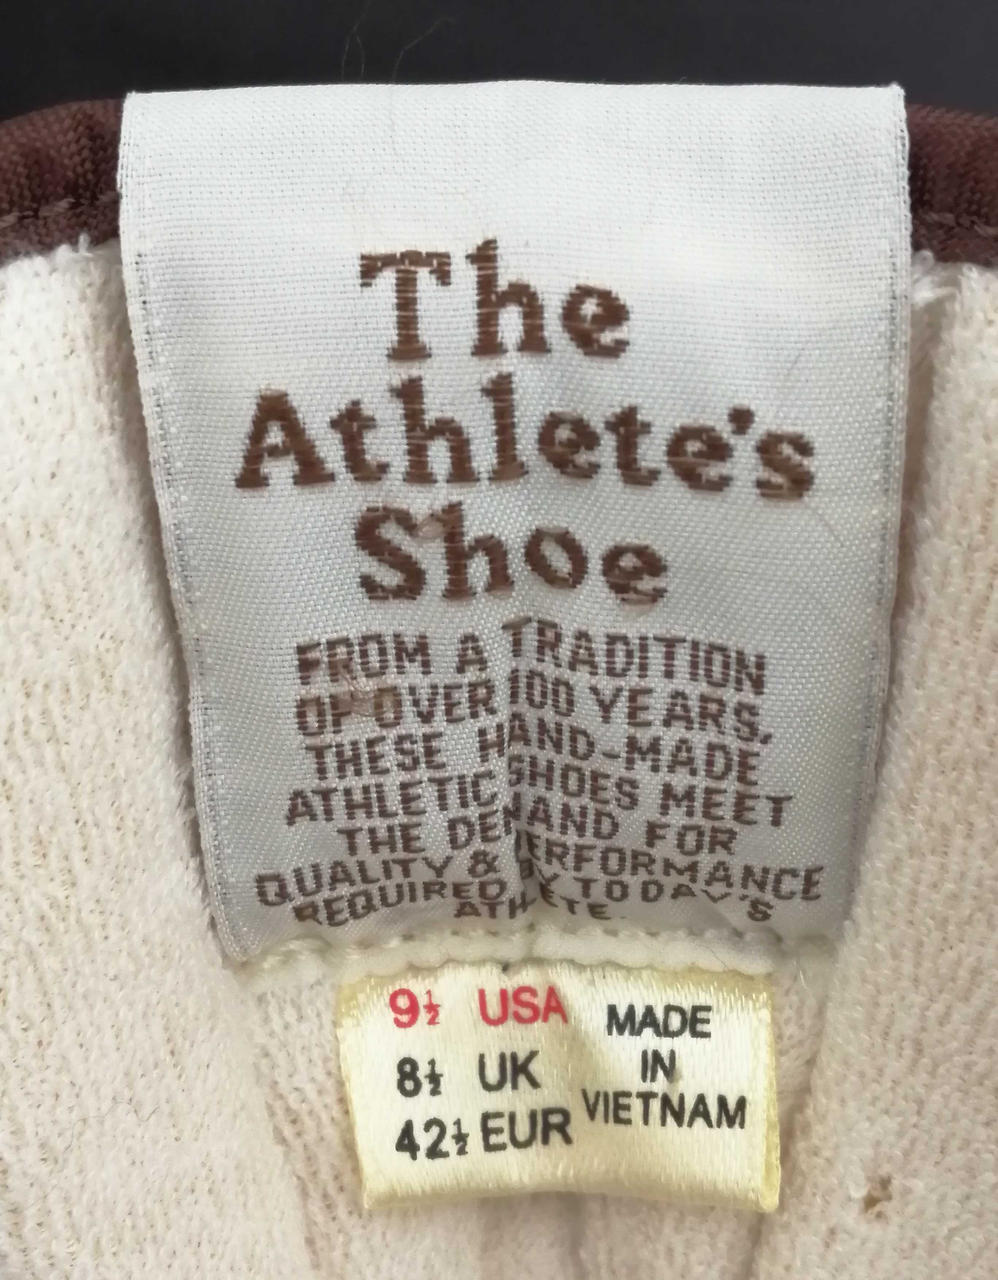 The
Athlete's
Shoe
FROM A TRADITION
OF OVER 100 YEARS,
THESE HAND-MADE
ATHLETIC SHOES MEET
THE DEMAND FOR
QUALITY & PERFORMANCE
REQUIRED BY TODAY'S
ATHLETE.
9½ USA
8½ UK
42½ EUR
MADE
IN
VIETNAM